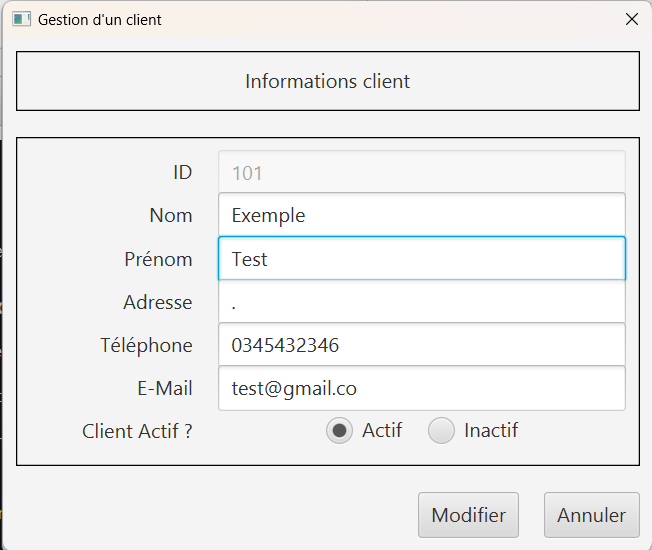 Gestion d'un client
Informations client
ID 101
Nom Exemple
Prénom Test
Adresse .
Téléphone 0345432346
E-Mail test@gmail.co
Client Actif ? Actif Inactif
Modifier Annuler